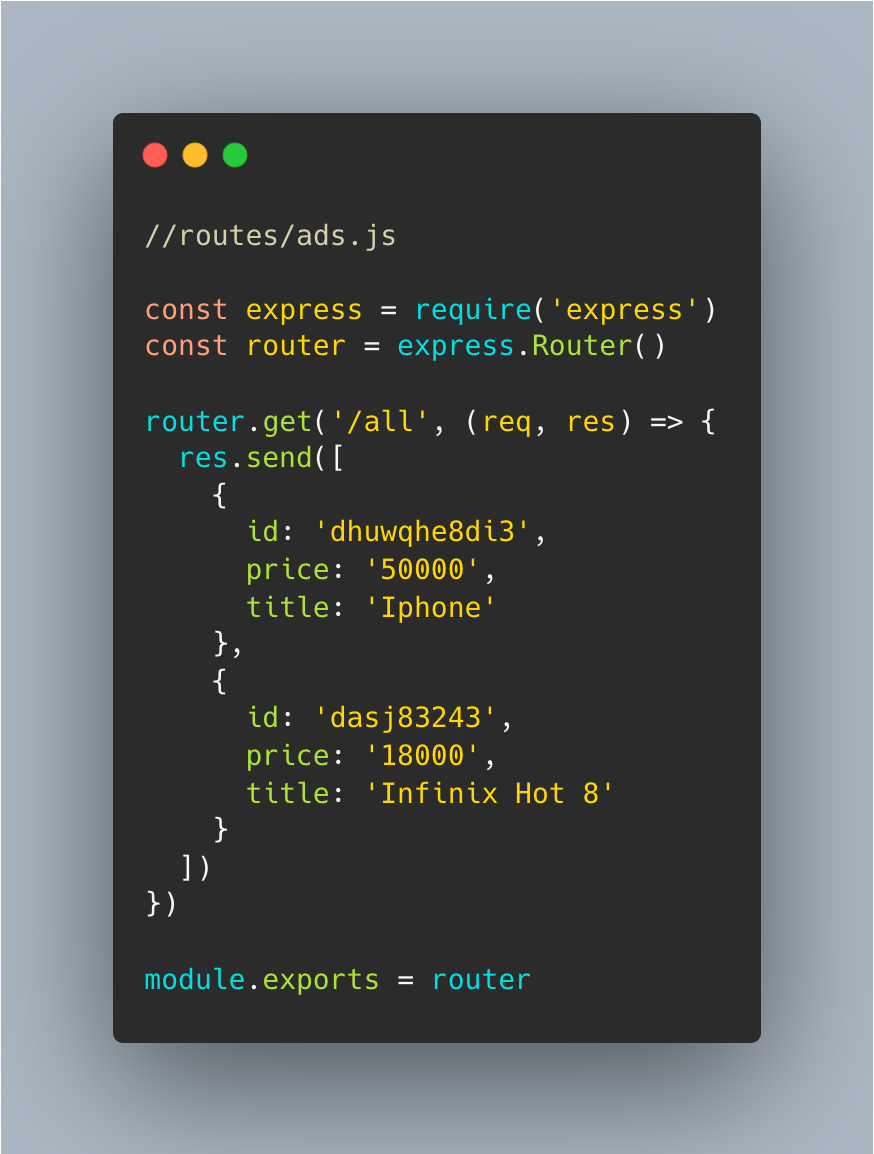 //routes/ads.js

const express = require('express')
const router = express.Router()

router.get('/all', (req, res) => {
  res.send([
    {
      id: 'dhuwqhe8di3',
      price: '50000',
      title: 'Iphone'
    },
    {
      id: 'dasj83243',
      price: '18000',
      title: 'Infinix Hot 8'
    }
  ])
})

module.exports = router